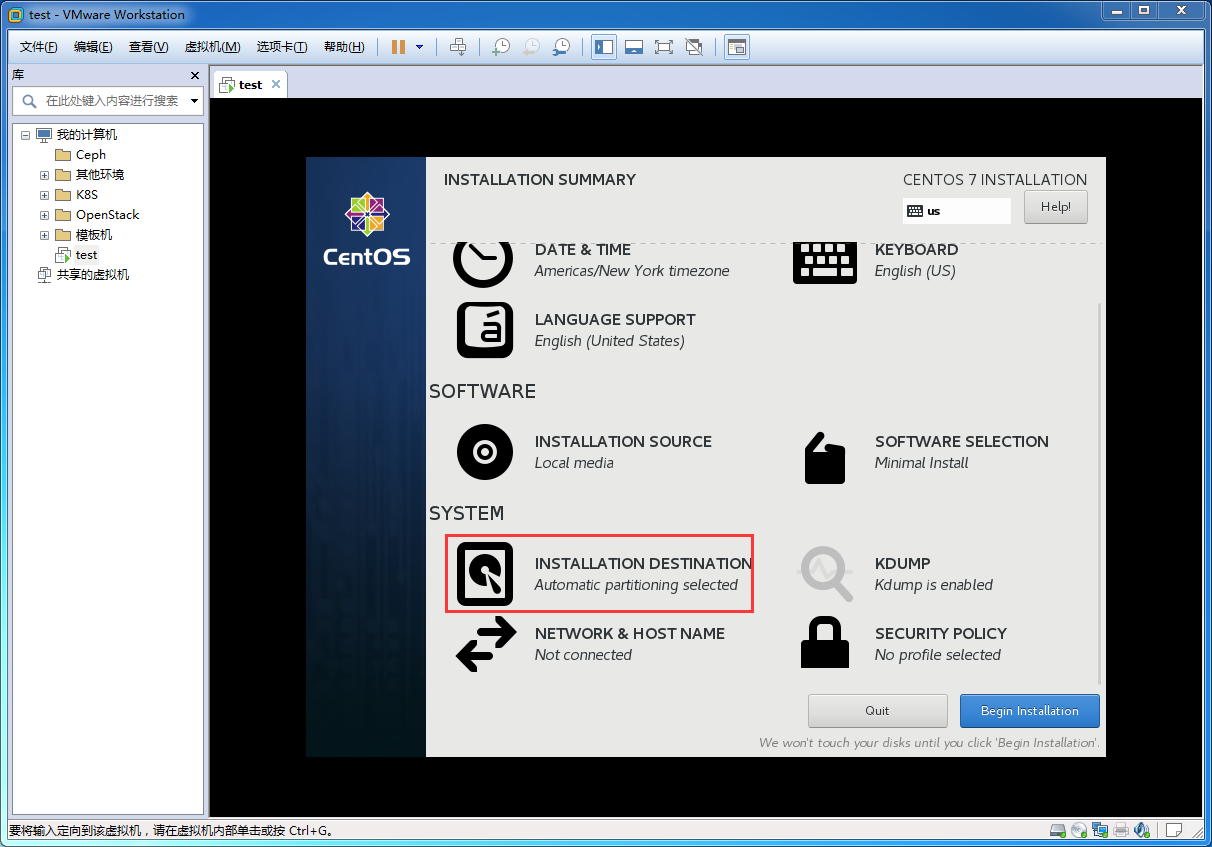 test - VMware Workstation
文件(F) 编辑(E) 查看(V) 虚拟机(M) 选项卡(T) 帮助(H)
库
在此处键入内容进行搜索
我的计算机
Ceph
其他环境
K8S
OpenStack
模板机
test
共享的虚拟机
test
CentOS
INSTALLATION SUMMARY
CENTOS 7 INSTALLATION
us
Help!
DATE & TIME
Americas/New York timezone
KEYBOARD
English (US)
LANGUAGE SUPPORT
English (United States)
SOFTWARE
INSTALLATION SOURCE
Local media
SOFTWARE SELECTION
Minimal Install
SYSTEM
INSTALLATION DESTINATION
Automatic partitioning selected
KDUMP
Kdump is enabled
NETWORK & HOST NAME
Not connected
SECURITY POLICY
No profile selected
Quit
Begin Installation
We won't touch your disks until you click 'Begin Installation'.
要将输入定向到该虚拟机，请在虚拟机内部单击或按 Ctrl+G。